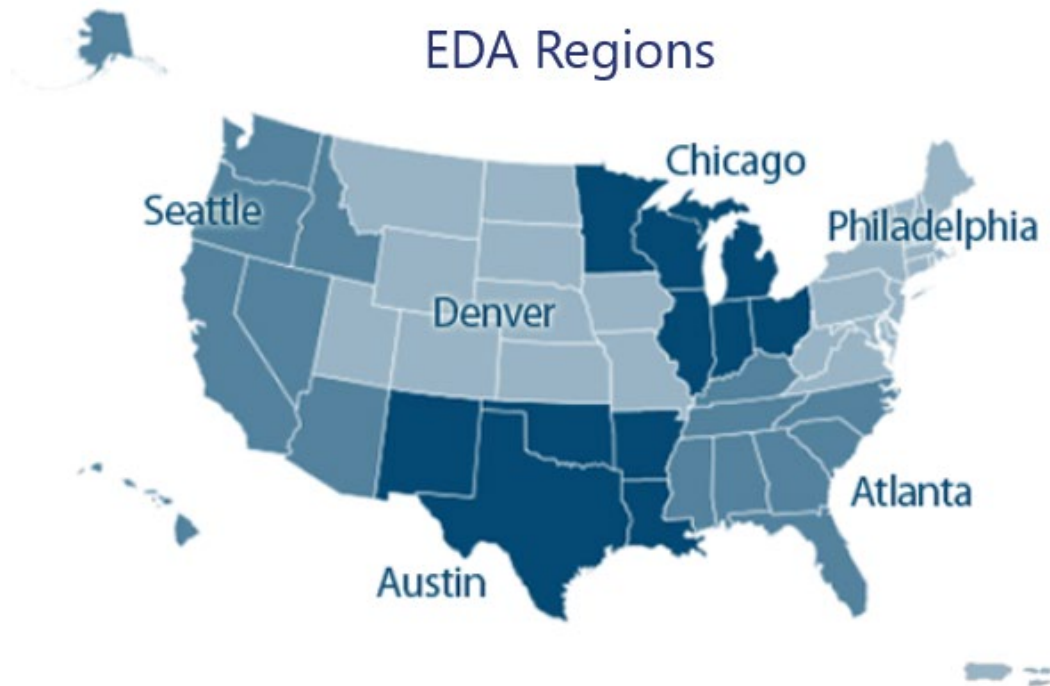 EDA Regions
Chicago
Seattle
Philadelphia
Denver
Atlanta
Austin